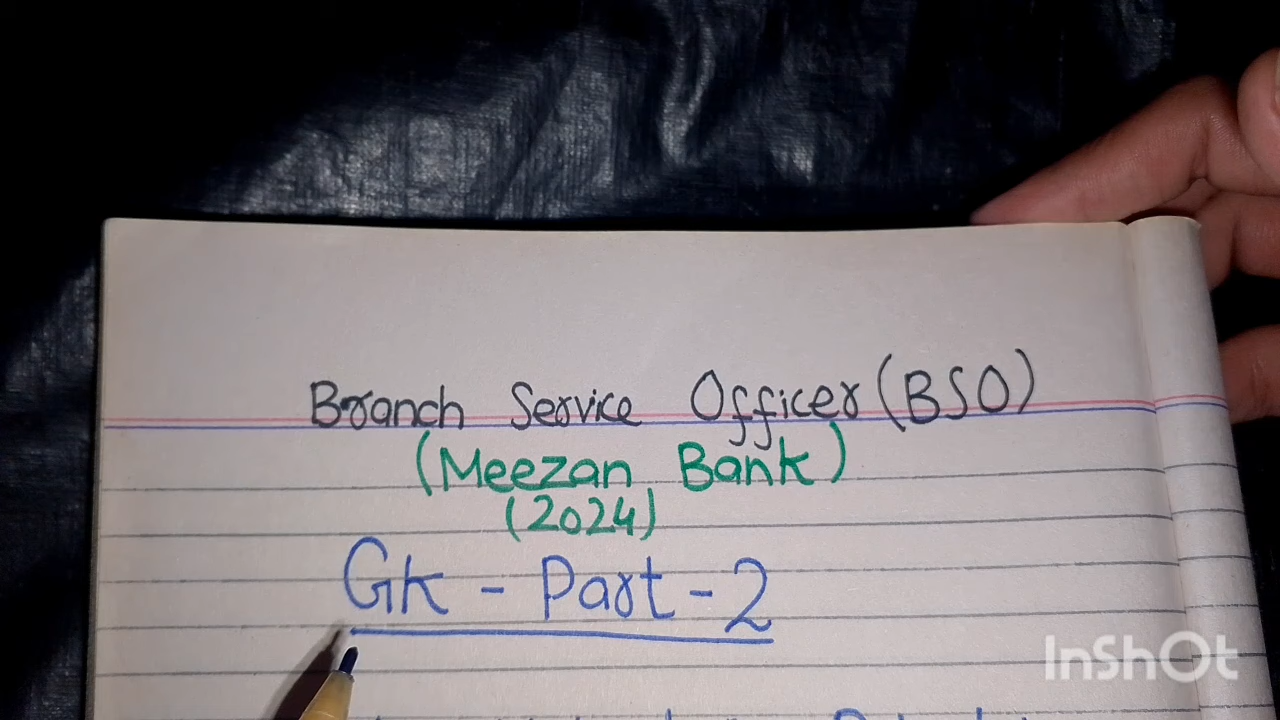 Branch Service Officer (BSO)
(Meezan Bank)
(2024)
GK - Part - 2
InShOt